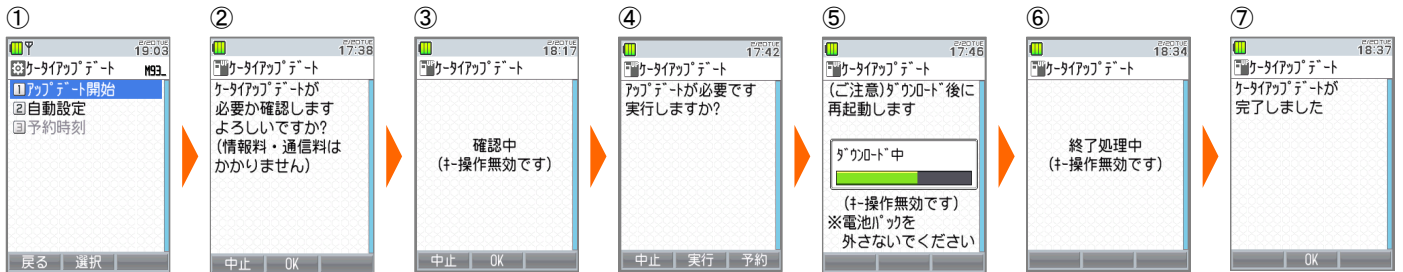 ①
2/20TUE
19:03
ｹｰﾀｲｱｯﾌﾟﾃﾞｰﾄ M93_
1ｱｯﾌﾟﾃﾞｰﾄ開始
2自動設定
3予約時刻
戻る 選択
②
2/20TUE
17:38
ｹｰﾀｲｱｯﾌﾟﾃﾞｰﾄ
ｹｰﾀｲｱｯﾌﾟﾃﾞｰﾄが
必要か確認します
よろしいですか?
(情報料・通信料は
かかりません)
中止 OK
③
2/20TUE
18:17
ｹｰﾀｲｱｯﾌﾟﾃﾞｰﾄ
確認中
(ｷｰ操作無効です)
中止 OK
④
2/20TUE
17:42
ｹｰﾀｲｱｯﾌﾟﾃﾞｰﾄ
ｱｯﾌﾟﾃﾞｰﾄが必要です
実行しますか?
中止 実行 予約
⑤
2/20TUE
17:46
ｹｰﾀｲｱｯﾌﾟﾃﾞｰﾄ
(ご注意)ﾀﾞｳﾝﾛｰﾄﾞ後に
再起動します
ﾀﾞｳﾝﾛｰﾄﾞ中
(ｷｰ操作無効です)
※電池ﾊﾟｯｸを
外さないでください
⑥
2/20TUE
18:34
ｹｰﾀｲｱｯﾌﾟﾃﾞｰﾄ
終了処理中
(ｷｰ操作無効です)
⑦
2/20TUE
18:37
ｹｰﾀｲｱｯﾌﾟﾃﾞｰﾄ
ｹｰﾀｲｱｯﾌﾟﾃﾞｰﾄが
完了しました
OK